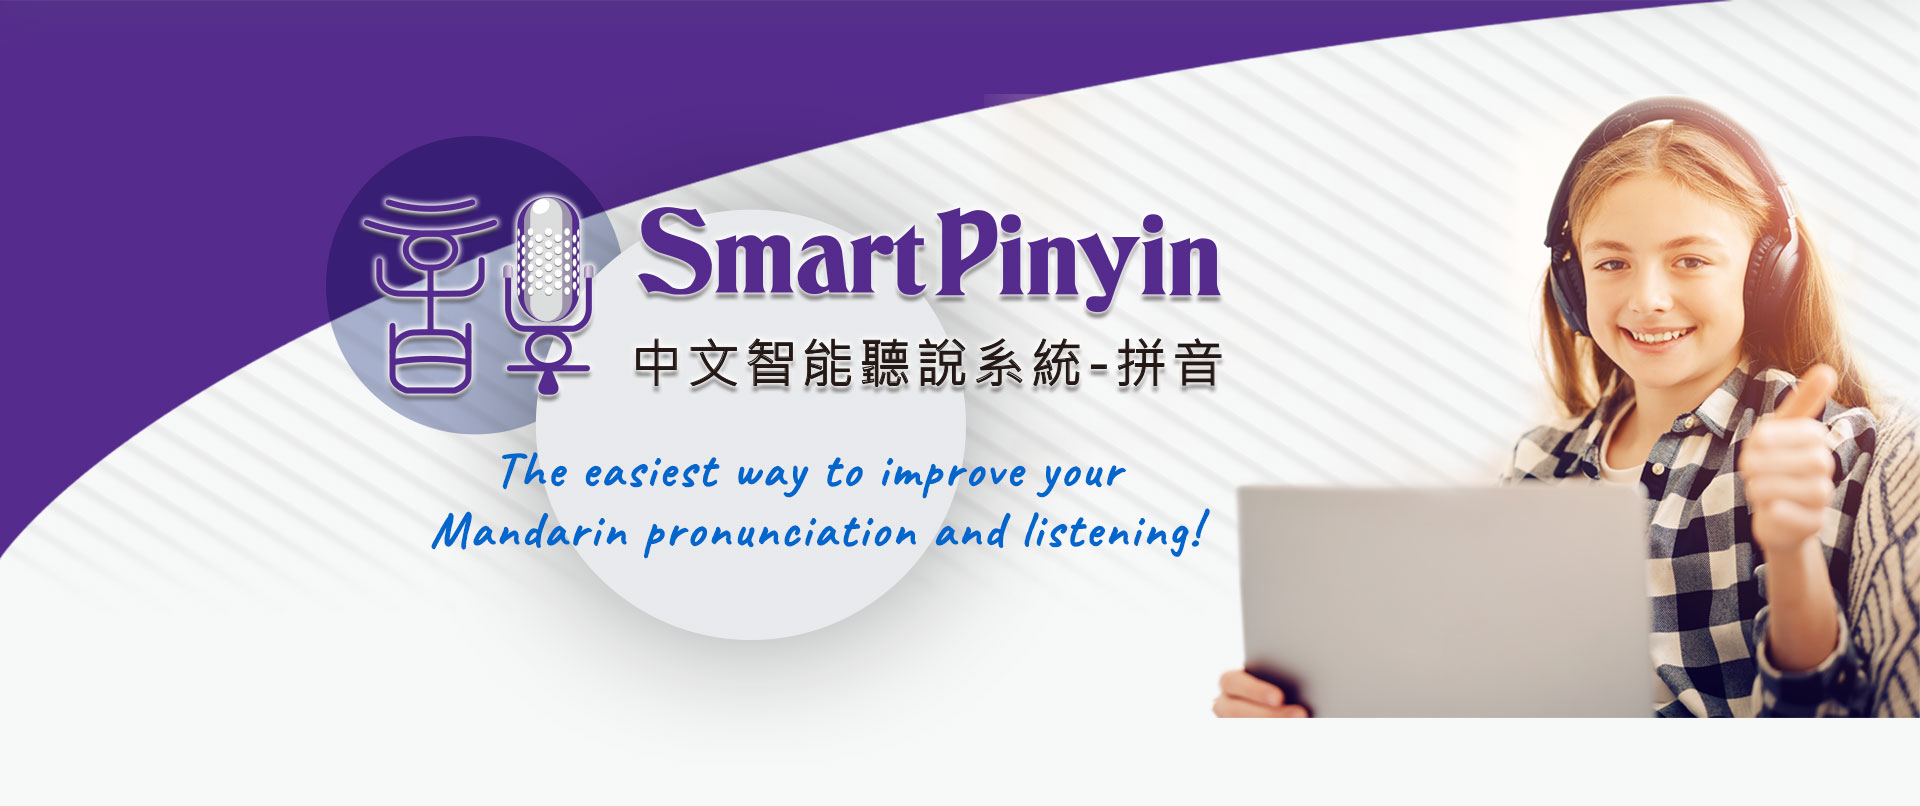 SmartPinyin
中文智能聽說系統-拼音
The easiest way to improve your
Mandarin pronunciation and listening!